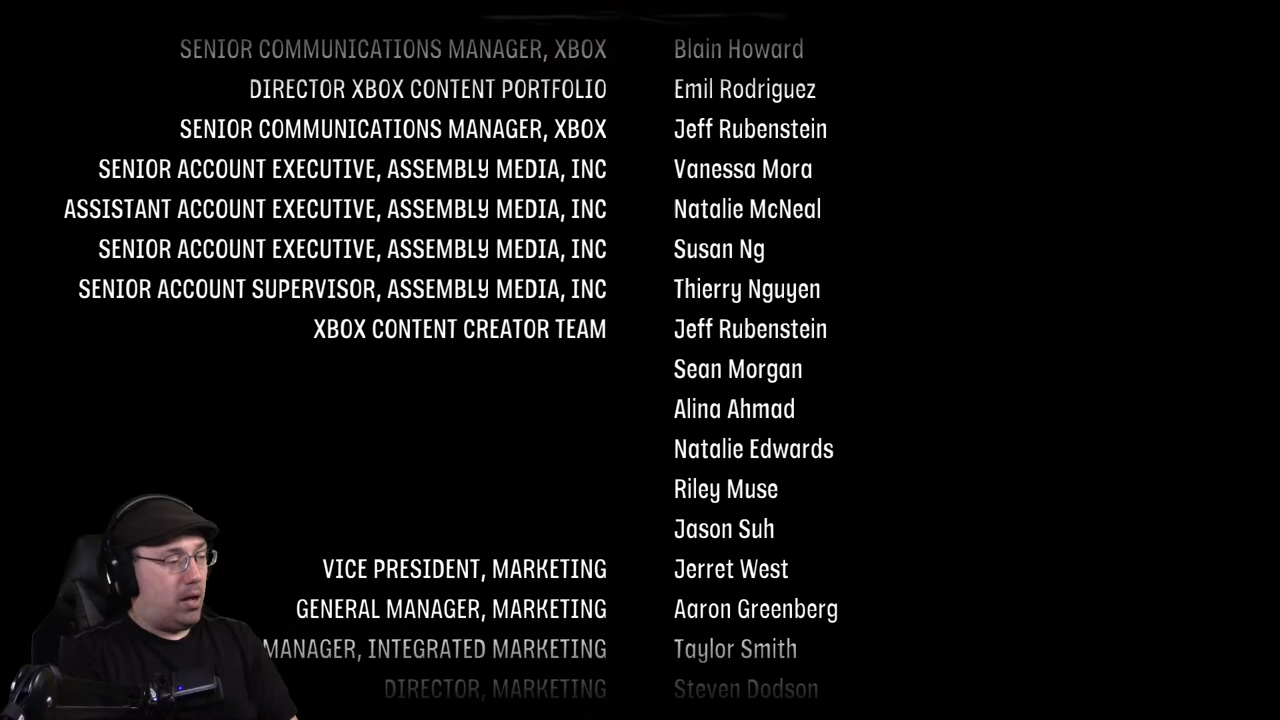 SENIOR COMMUNICATIONS MANAGER, XBOX Blain Howard
DIRECTOR XBOX CONTENT PORTFOLIO Emil Rodriguez
SENIOR COMMUNICATIONS MANAGER, XBOX Jeff Rubenstein
SENIOR ACCOUNT EXECUTIVE, ASSEMBLY MEDIA, INC Vanessa Mora
ASSISTANT ACCOUNT EXECUTIVE, ASSEMBLY MEDIA, INC Natalie McNeal
SENIOR ACCOUNT EXECUTIVE, ASSEMBLY MEDIA, INC Susan Ng
SENIOR ACCOUNT SUPERVISOR, ASSEMBLY MEDIA, INC Thierry Nguyen
XBOX CONTENT CREATOR TEAM Jeff Rubenstein
Sean Morgan
Alina Ahmad
Natalie Edwards
Riley Muse
Jason Suh
VICE PRESIDENT, MARKETING Jerret West
GENERAL MANAGER, MARKETING Aaron Greenberg
MANAGER, INTEGRATED MARKETING Taylor Smith
DIRECTOR, MARKETING Steven Dodson